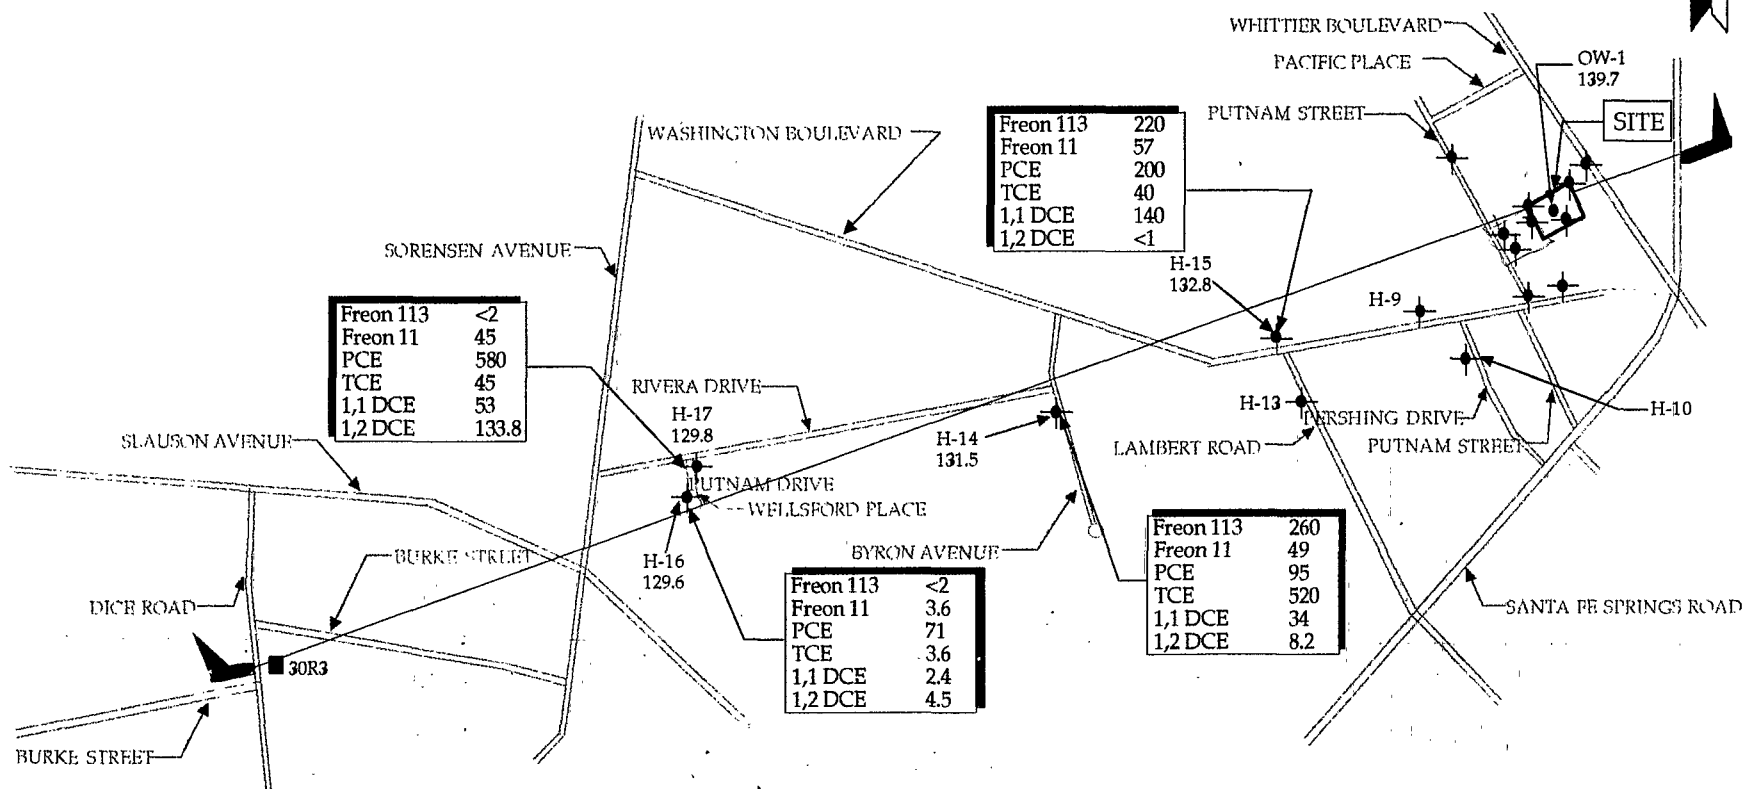 WHITTIER BOULEVARD
PACIFIC PLACE
OW-1
139.7
PUTNAM STREET
SITE
WASHINGTON BOULEVARD
Freon 113 220
Freon 11 57
PCE 200
TCE 40
1,1 DCE 140
1,2 DCE <1
SORENSEN AVENUE
H-15
132.8
H-9
Freon 113 <2
Freon 11 45
PCE 580
TCE 45
1,1 DCE 53
1,2 DCE 133.8
RIVERA DRIVE
H-17
129.8
H-14
131.5
H-13
PERSHING DRIVE
H-10
LAMBERT ROAD
PUTNAM STREET
SLAUSON AVENUE
PUTNAM DRIVE
WELLSFORD PLACE
BURKE STREET
H-16
129.6
BYRON AVENUE
Freon 113 260
Freon 11 49
PCE 95
TCE 520
1,1 DCE 34
1,2 DCE 8.2
Freon 113 <2
Freon 11 3.6
PCE 71
TCE 3.6
1,1 DCE 2.4
1,2 DCE 4.5
DICE ROAD
SANTA FE SPRINGS ROAD
30R3
BURKE STREET